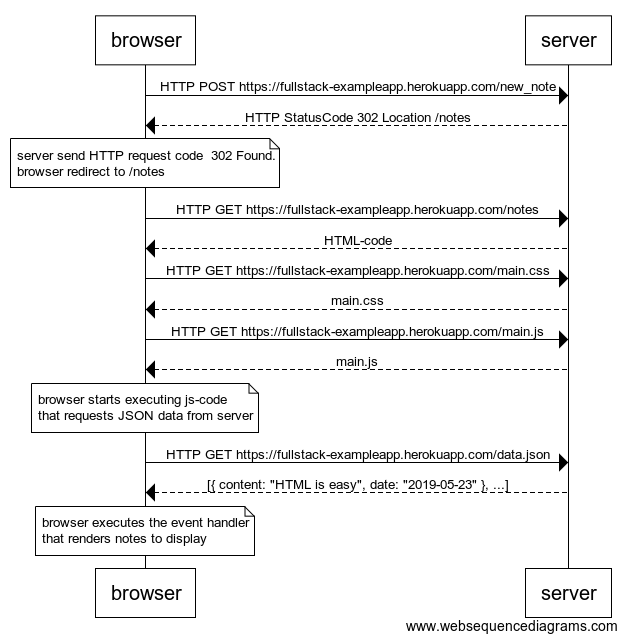 browser
server
HTTP POST https://fullstack-exampleapp.herokuapp.com/new_note
HTTP StatusCode 302 Location /notes
server send HTTP request code  302 Found.
browser redirect to /notes
HTTP GET https://fullstack-exampleapp.herokuapp.com/notes
HTML-code
HTTP GET https://fullstack-exampleapp.herokuapp.com/main.css
main.css
HTTP GET https://fullstack-exampleapp.herokuapp.com/main.js
main.js
browser starts executing js-code
that requests JSON data from server
HTTP GET https://fullstack-exampleapp.herokuapp.com/data.json
[{ content: "HTML is easy", date: "2019-05-23" }, ...]
browser executes the event handler
that renders notes to display
browser
server
www.websequencediagrams.com